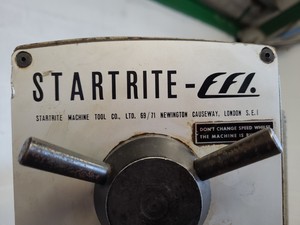 STARTRITE-EFI.
STARTRITE MACHINE TOOL CO., LTD. 69/71 NEWINGTON CAUSEWAY, LONDON S.E.1
DON'T CHANGE SPEED
THE MACHINE IS